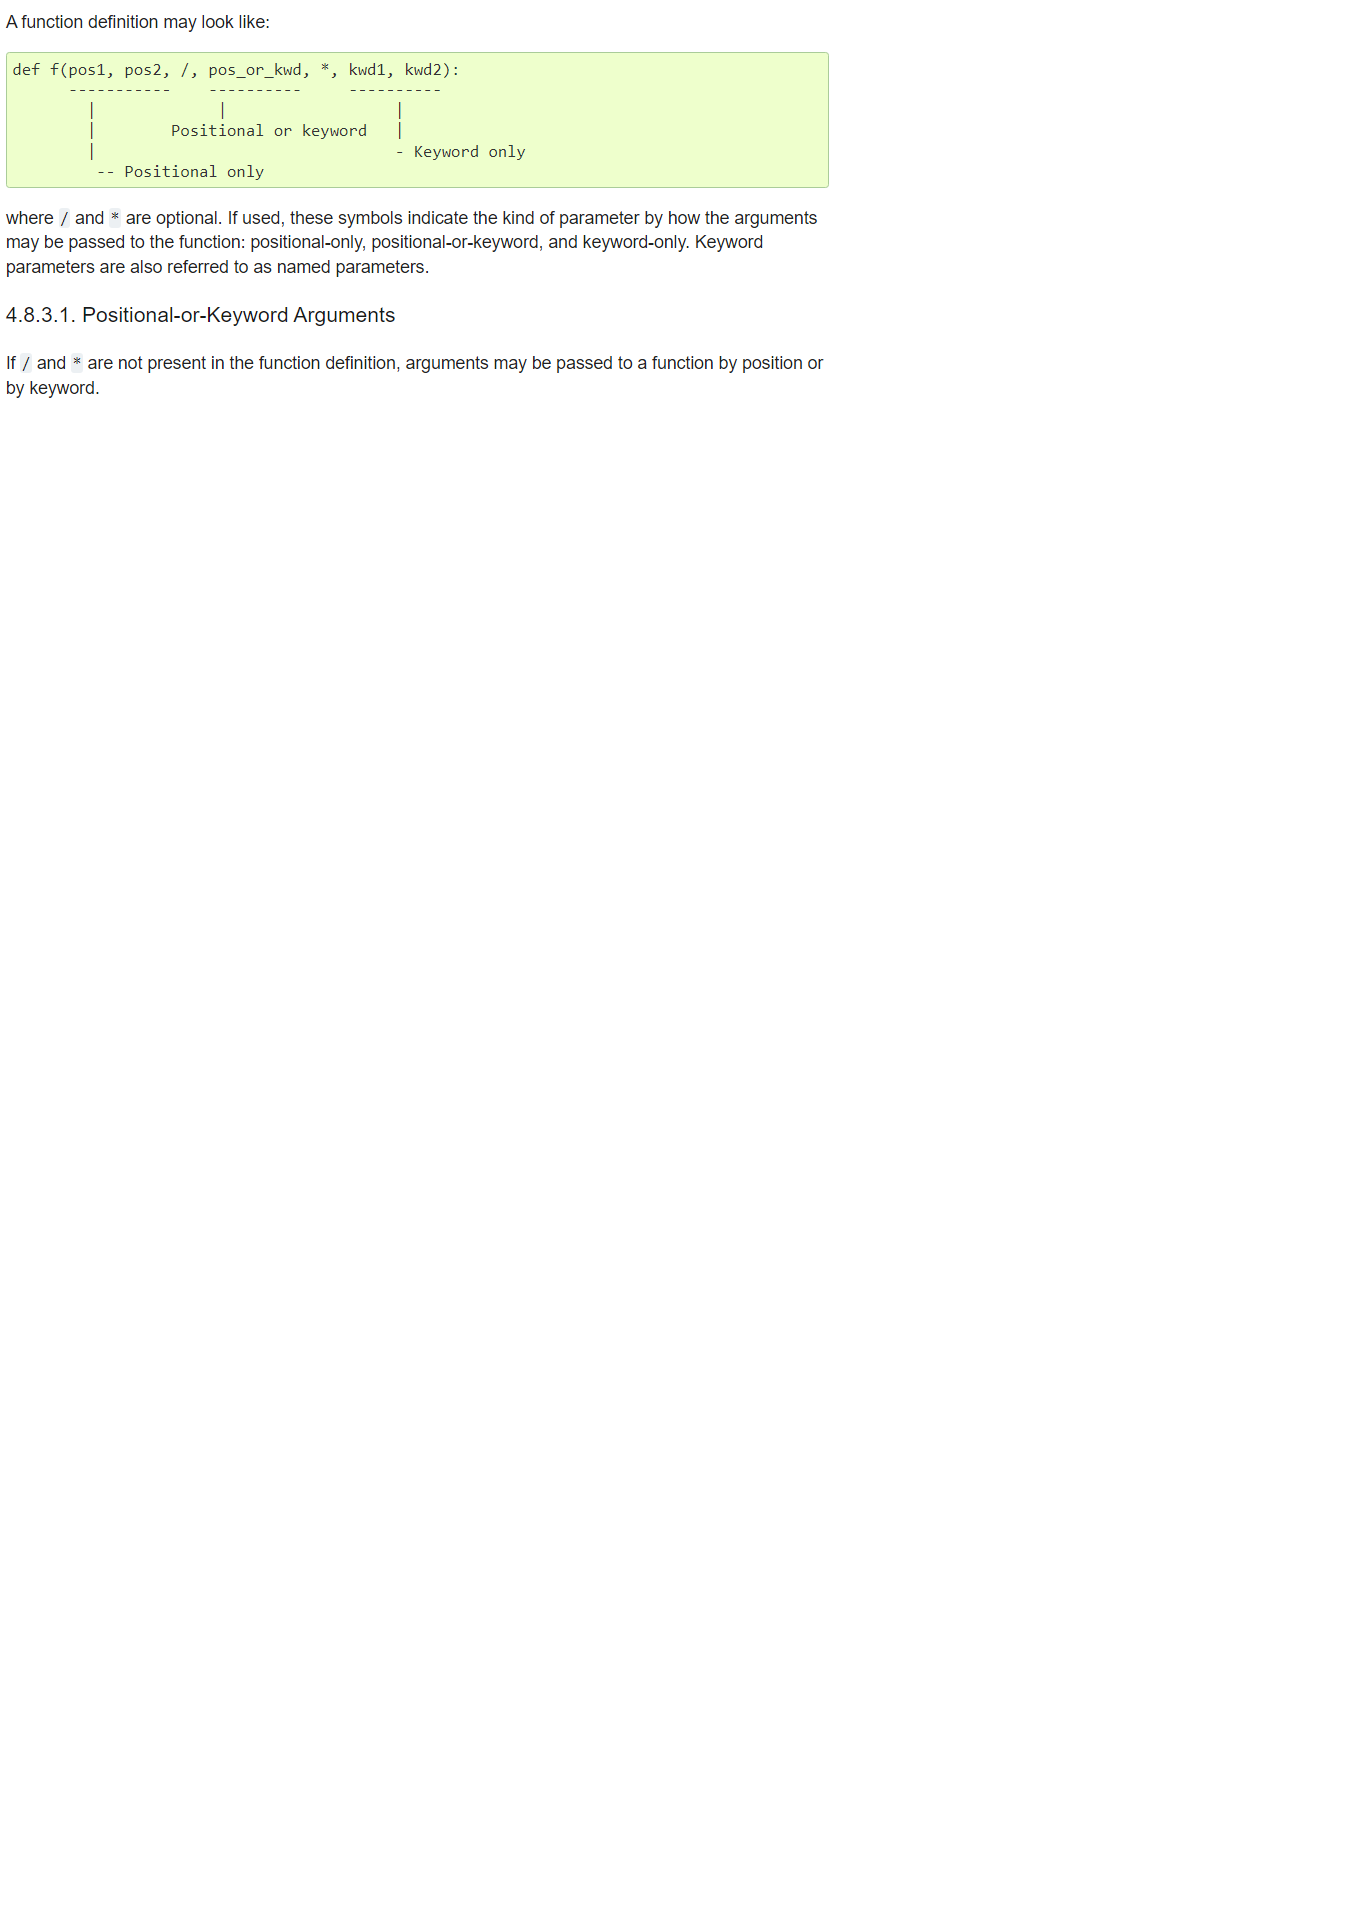 A function definition may look like:
def f(pos1, pos2, /, pos_or_kwd, *, kwd1, kwd2):
      -----------    ----------     ----------
        |             |                  |
        |        Positional or keyword   |
        |                                - Keyword only
         -- Positional only
where / and * are optional. If used, these symbols indicate the kind of parameter by how the arguments
may be passed to the function: positional-only, positional-or-keyword, and keyword-only. Keyword
parameters are also referred to as named parameters.
4.8.3.1. Positional-or-Keyword Arguments
If / and * are not present in the function definition, arguments may be passed to a function by position or
by keyword.